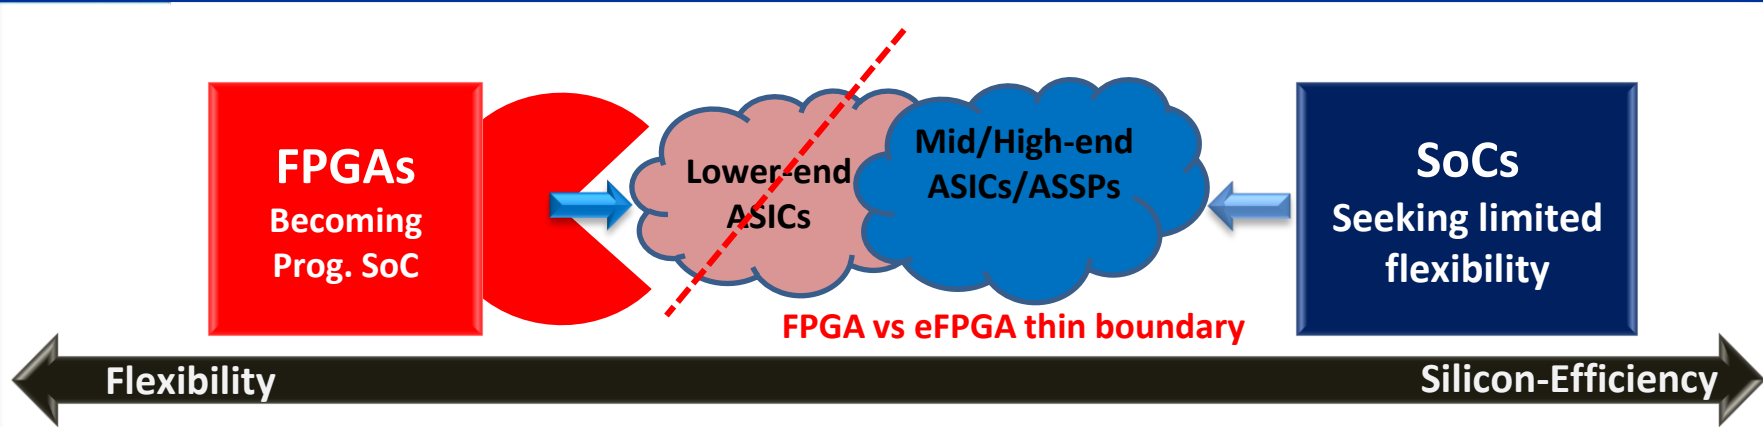 FPGAs
Becoming
Prog. SoC
Lower-end
ASICs
Mid/High-end
ASICs/ASSPs
SoCs
Seeking limited
flexibility
FPGA vs eFPGA thin boundary
Flexibility
Silicon-Efficiency